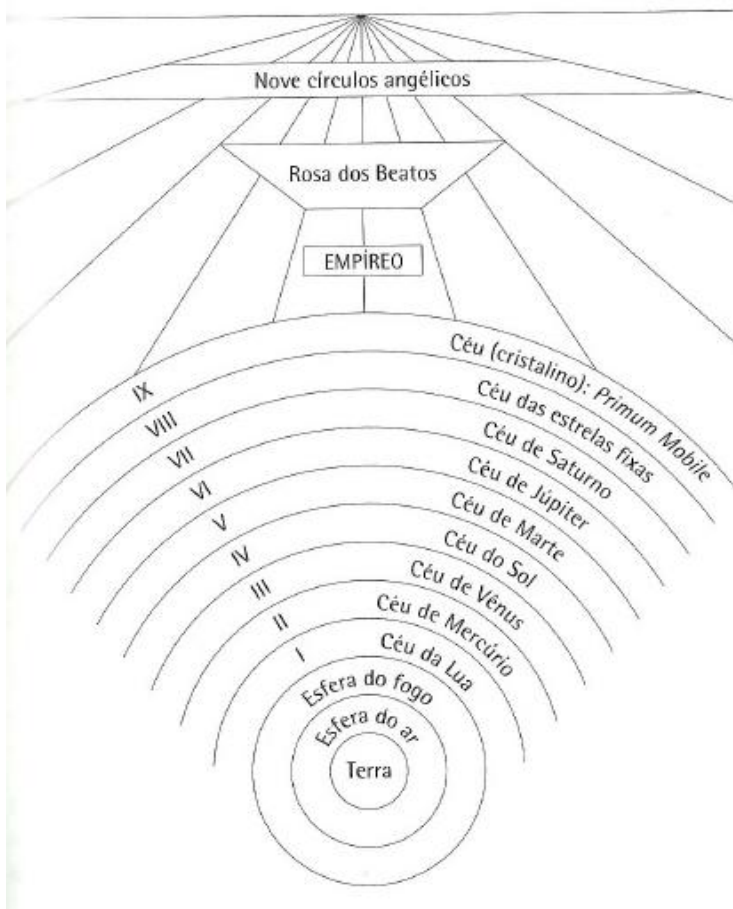 Nove círculos angélicos
Rosa dos Beatos
EMPÍREO
IX Céu (cristalino): Primum Mobile
VIII Céu das estrelas fixas
VII Céu de Saturno
VI Céu de Júpiter
V Céu de Marte
IV Céu do Sol
III Céu de Vênus
II Céu de Mercúrio
I Céu da Lua
Esfera do fogo
Esfera do ar
Terra